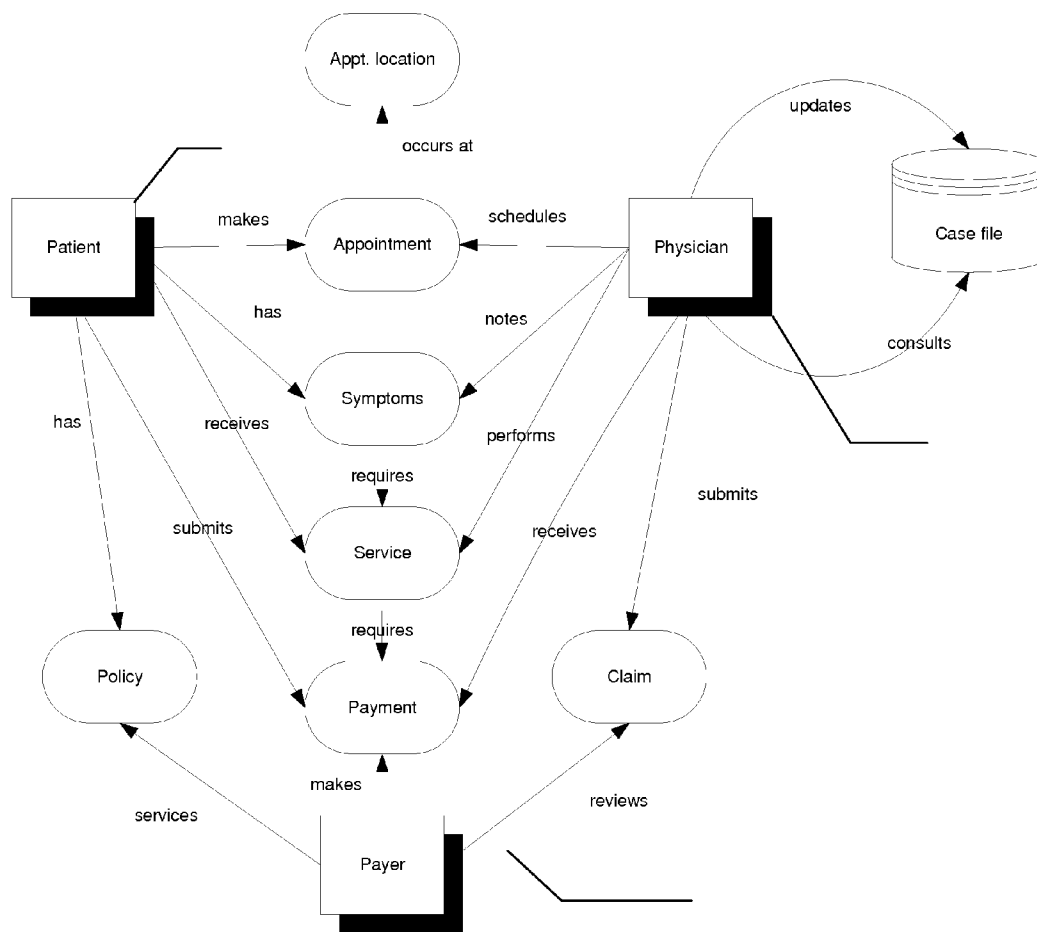 Appt. location
updates
occurs at
makes
schedules
Patient
Appointment
Physician
Case file
has
notes
consults
Symptoms
has
receives
performs
requires
submits
submits
Service
receives
requires
Policy
Claim
Payment
makes
reviews
services
Payer